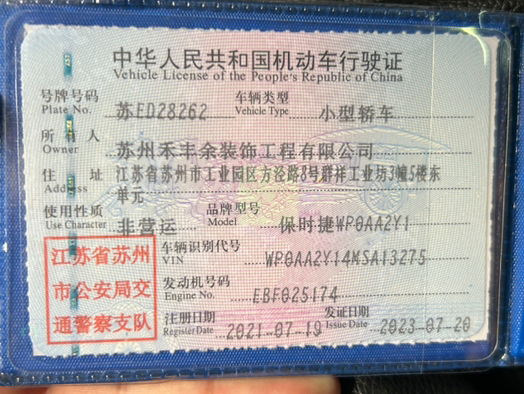 中华人民共和国机动车行驶证
Vehicle License of the People's Republic of China
号牌号码 苏ED28262 车辆类型 小型轿车
Plate No. Vehicle Type
所有人 苏州禾丰余装饰工程有限公司
Owner
住址 江苏省苏州市工业园区方泾路8号群祥工业坊3幢5楼东
Address 单元
使用性质 非营运 品牌型号 保时捷WP0AA2Y1
Use Character Model
江苏省苏州 车辆识别代号 WP0AA2Y14MSA13275
VIN
市公安局交 发动机号码 EBF025174
Engine No.
通警察支队 注册日期 2021-07-19 发证日期 2023-07-20
Register Date Issue Date